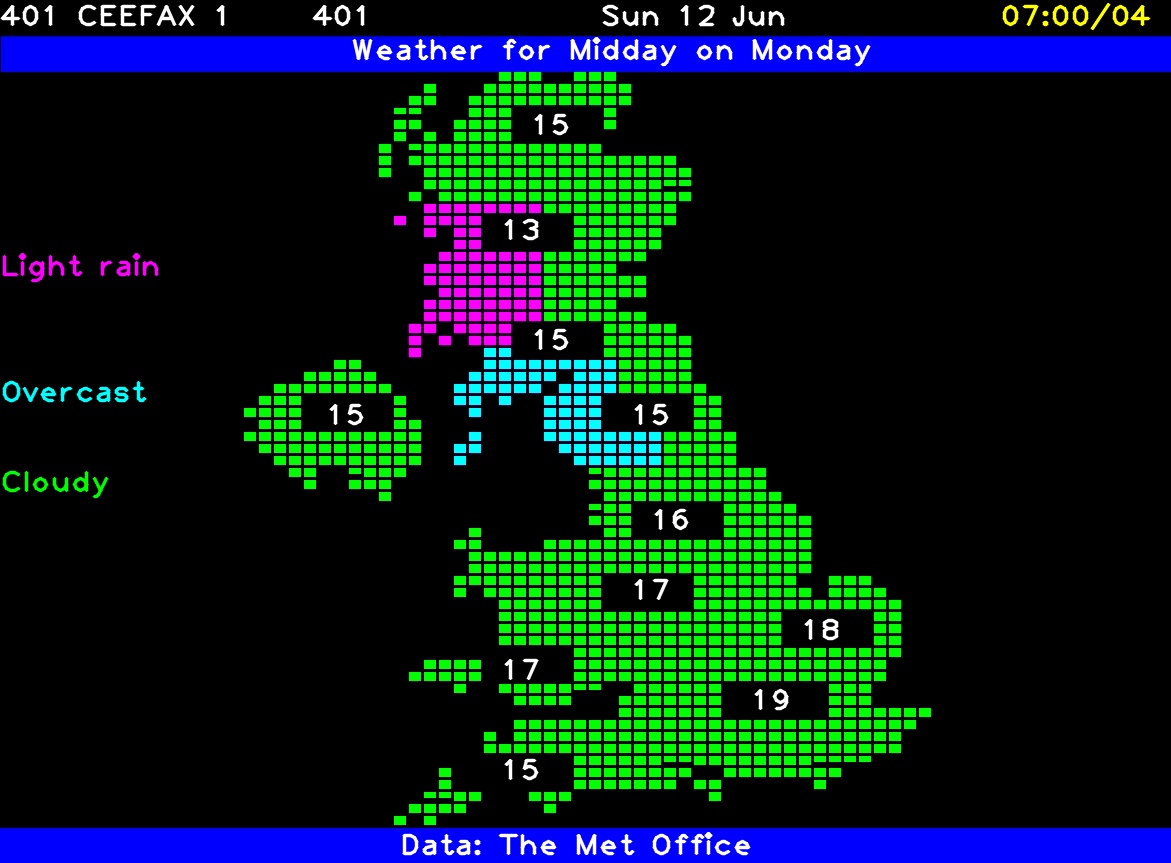 401 CEEFAX 1 401 Sun 12 Jun 07:00/04
Weather for Midday on Monday
15
13
Light rain
15
Overcast
15 15
Cloudy
16
17
18
17
19
15
Data: The Met Office